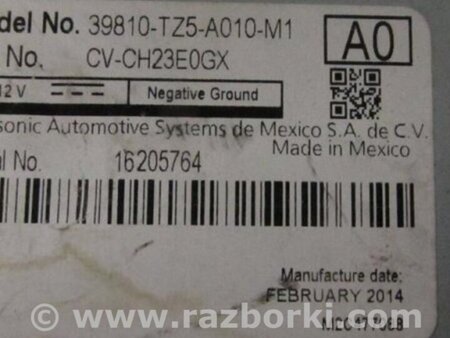 del No. 39810-TZ5-A010-M1
A0
No. CV-CH23E0GX
12 V Negative Ground
sonic Automotive Systems de Mexico S.A. de C.V.
Made in Mexico
al No. 16205764
Manufacture date:
FEBRUARY 2014
© www.razborki.com